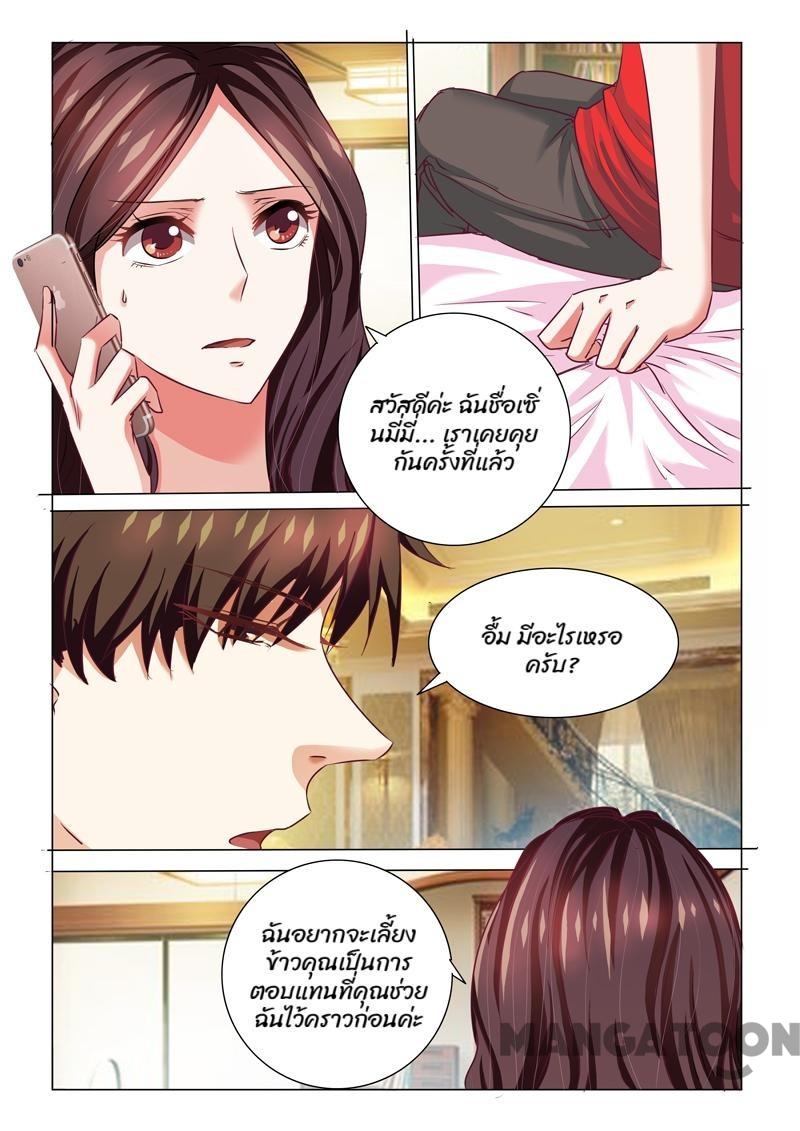 สวัสดีค่ะ ฉันชื่อเซิ่
นมี่มี่... เราเคยคุย
กันครั้งที่แล้ว
อื้ม มีอะไรเหรอ
ครับ?
ฉันอยากจะเลี้ยง
ข้าวคุณเป็นการ
ตอบแทนที่คุณช่วย
ฉันไว้คราวก่อนค่ะ
MANGATOON